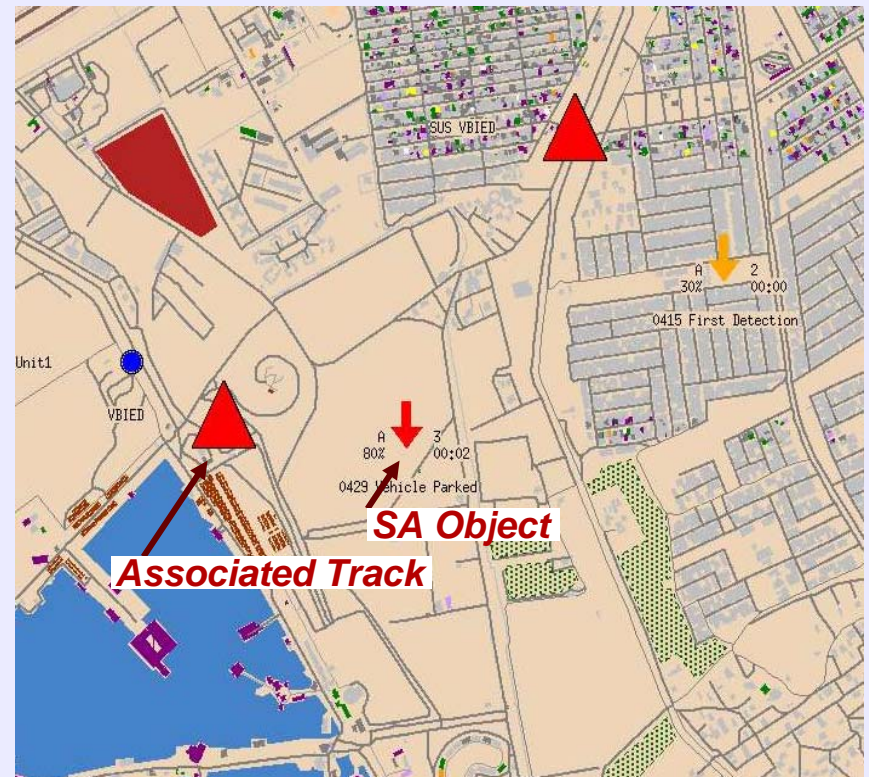 SUS VBIED
A 2
30% 00:00
0415 First Detection
Unit1
VBIED
A 3
80% 00:02
0429 Vehicle Parked
SA Object
Associated Track